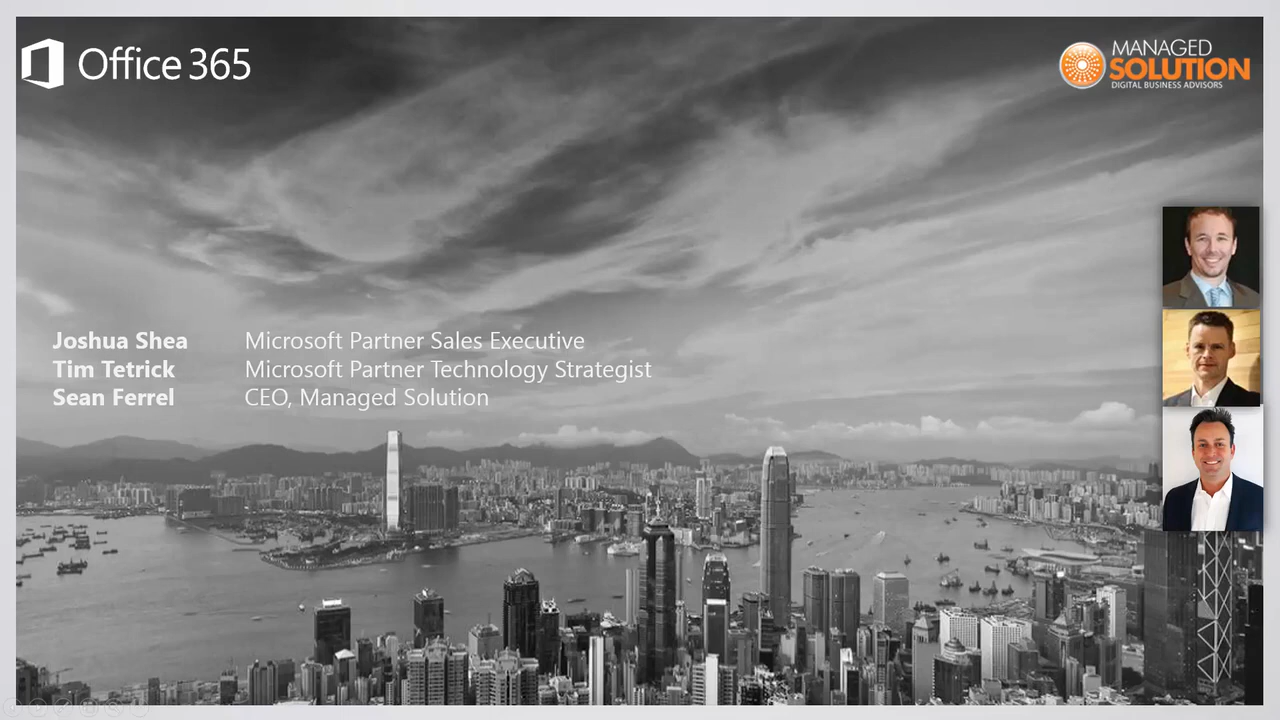 Office 365
MANAGED
SOLUTION
DIGITAL BUSINESS ADVISORS
Joshua Shea Microsoft Partner Sales Executive
Tim Tetrick Microsoft Partner Technology Strategist
Sean Ferrel CEO, Managed Solution